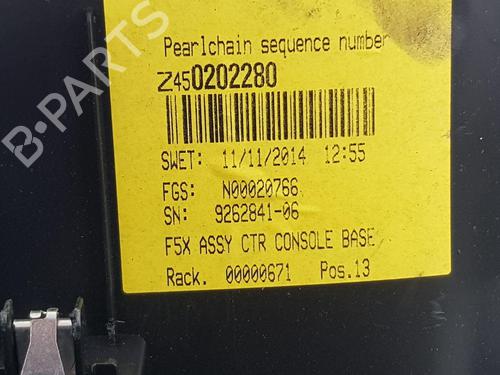 Pearlchain sequence number
Z450202280
SWET: 11/11/2014 12:55
FGS: N00020766
SN: 9262841-06
F5X ASSY CTR CONSOLE BASE
Rack. 00000671 Pos.13